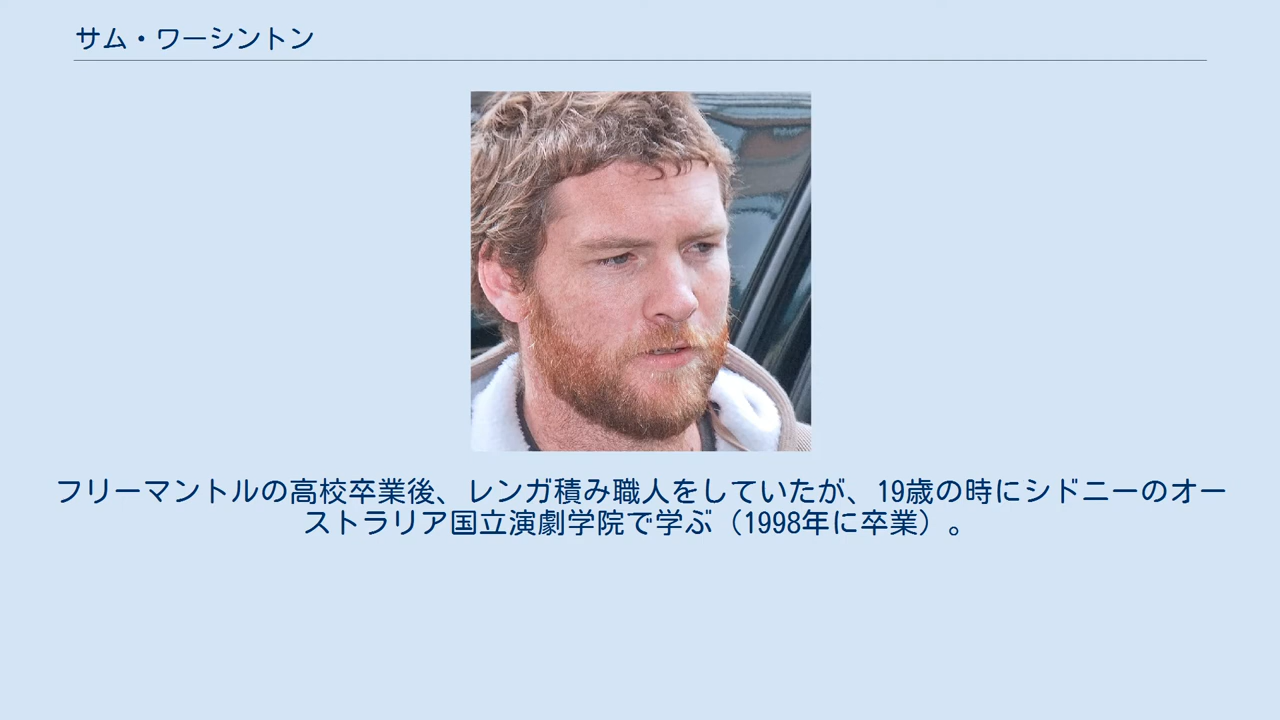 サム・ワーシントン
フリーマントルの高校卒業後、レンガ積み職人をしていたが、19歳の時にシドニーのオー
ストラリア国立演劇学院で学ぶ（1998年に卒業）。